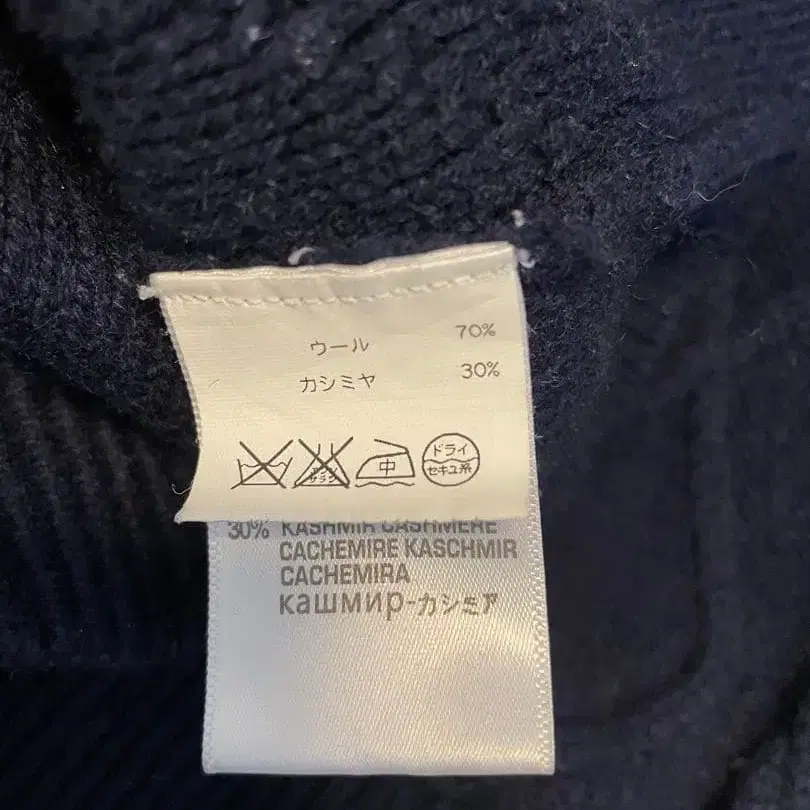 ウール 70%
カシミヤ 30%
中 ドライ
セキユ系
30% KASHMIR CASHMERE
CACHEMIRE KASCHMIR
CACHEMIRA
кашмир-カシミア